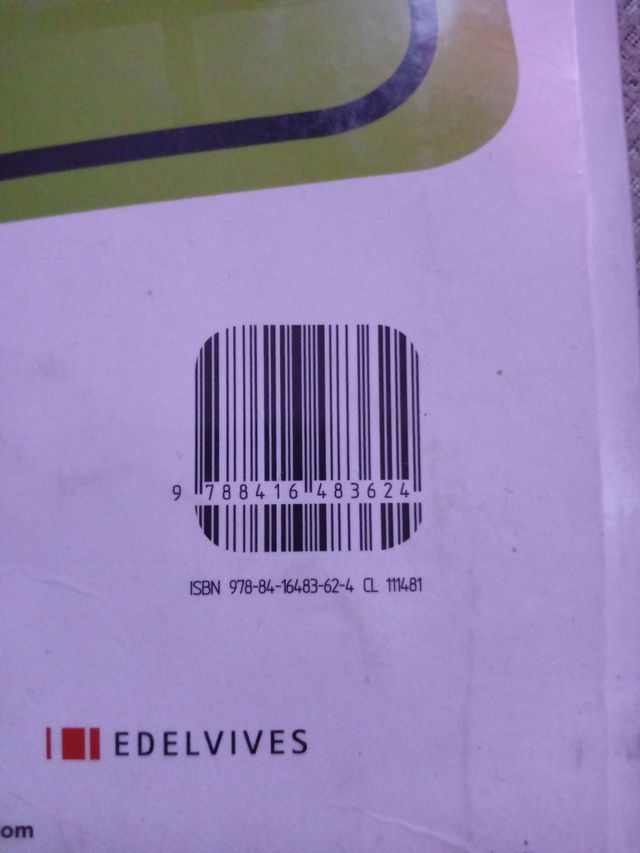 9 788416 483624
ISBN 978-84-16483-62-4 CL 111481
EDELVIVES
om